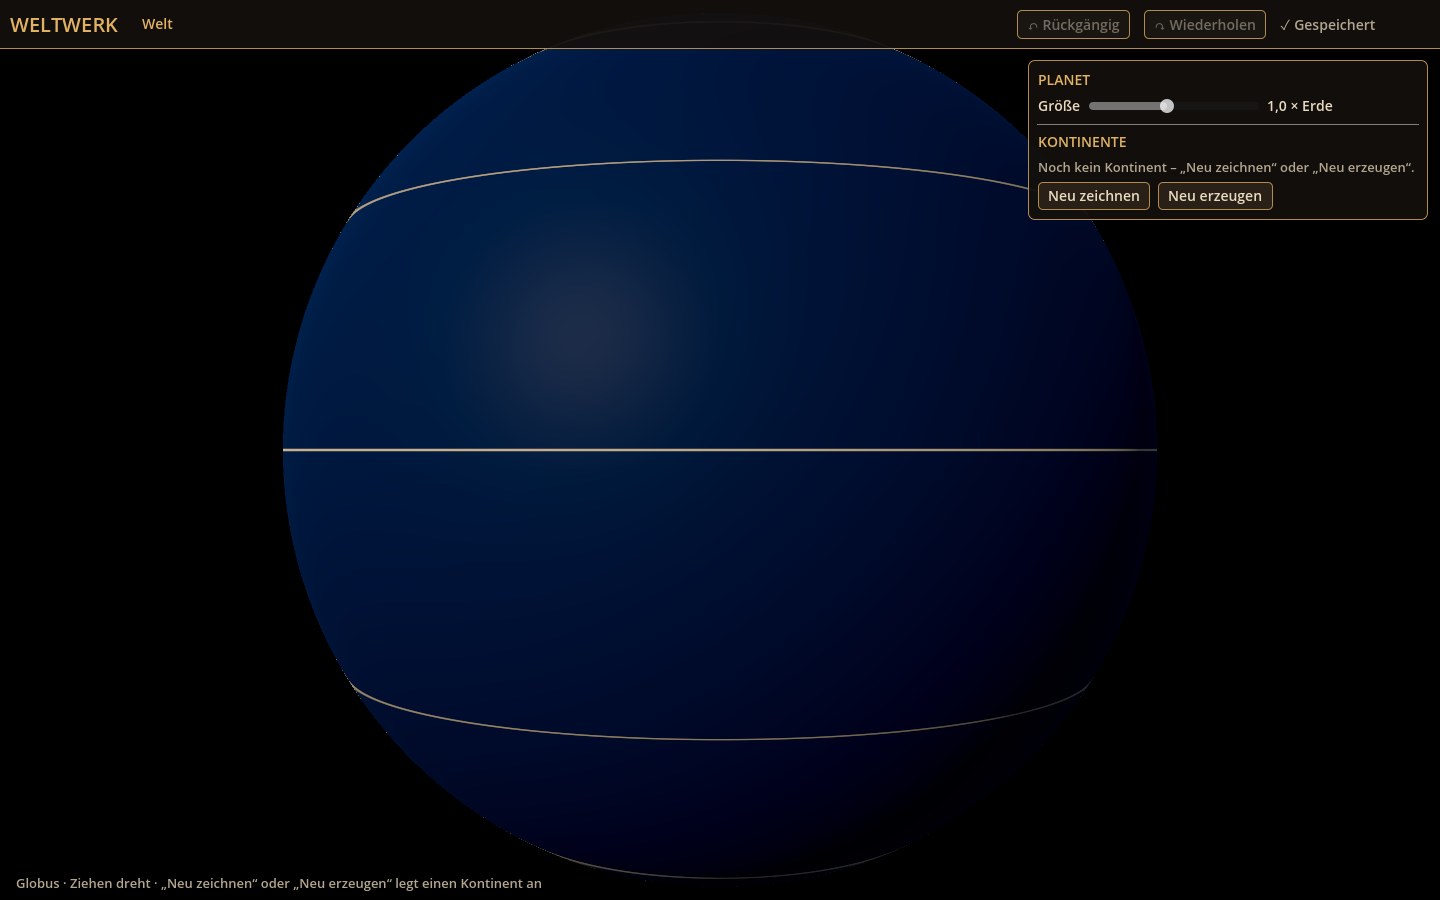 WELTWERK Welt ↶ Rückgängig ↷ Wiederholen ✓ Gespeichert
PLANET
Größe 1,0 × Erde
KONTINENTE
Noch kein Kontinent – „Neu zeichnen“ oder „Neu erzeugen“.
Neu zeichnen Neu erzeugen
Globus · Ziehen dreht · „Neu zeichnen“ oder „Neu erzeugen“ legt einen Kontinent an